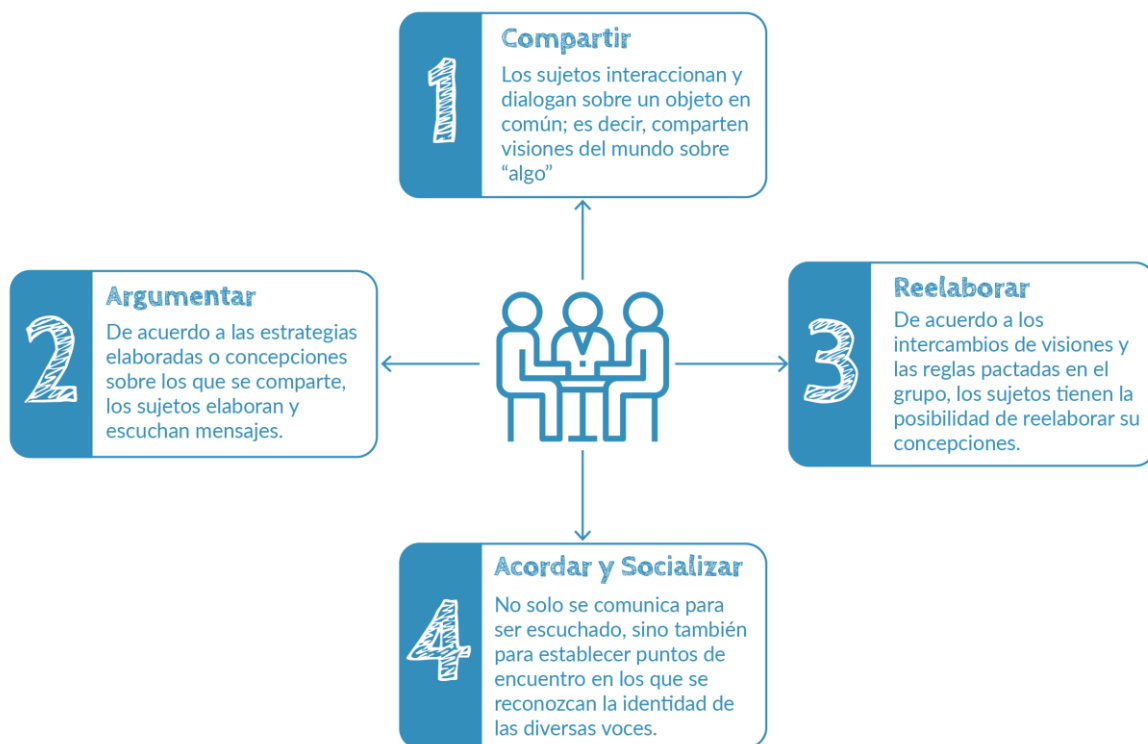 1
Compartir
Los sujetos interaccionan y
dialogan sobre un objeto en
común; es decir, comparten
visiones del mundo sobre
“algo”
2
Argumentar
De acuerdo a las estrategias
elaboradas o concepciones
sobre los que se comparte,
los sujetos elaboran y
escuchan mensajes.
3
Reelaborar
De acuerdo a los
intercambios de visiones y
las reglas pactadas en el
grupo, los sujetos tienen la
posibilidad de reelaborar su
concepciones.
4
Acordar y Socializar
No solo se comunica para
ser escuchado, sino también
para establecer puntos de
encuentro en los que se
reconozcan la identidad de
las diversas voces.